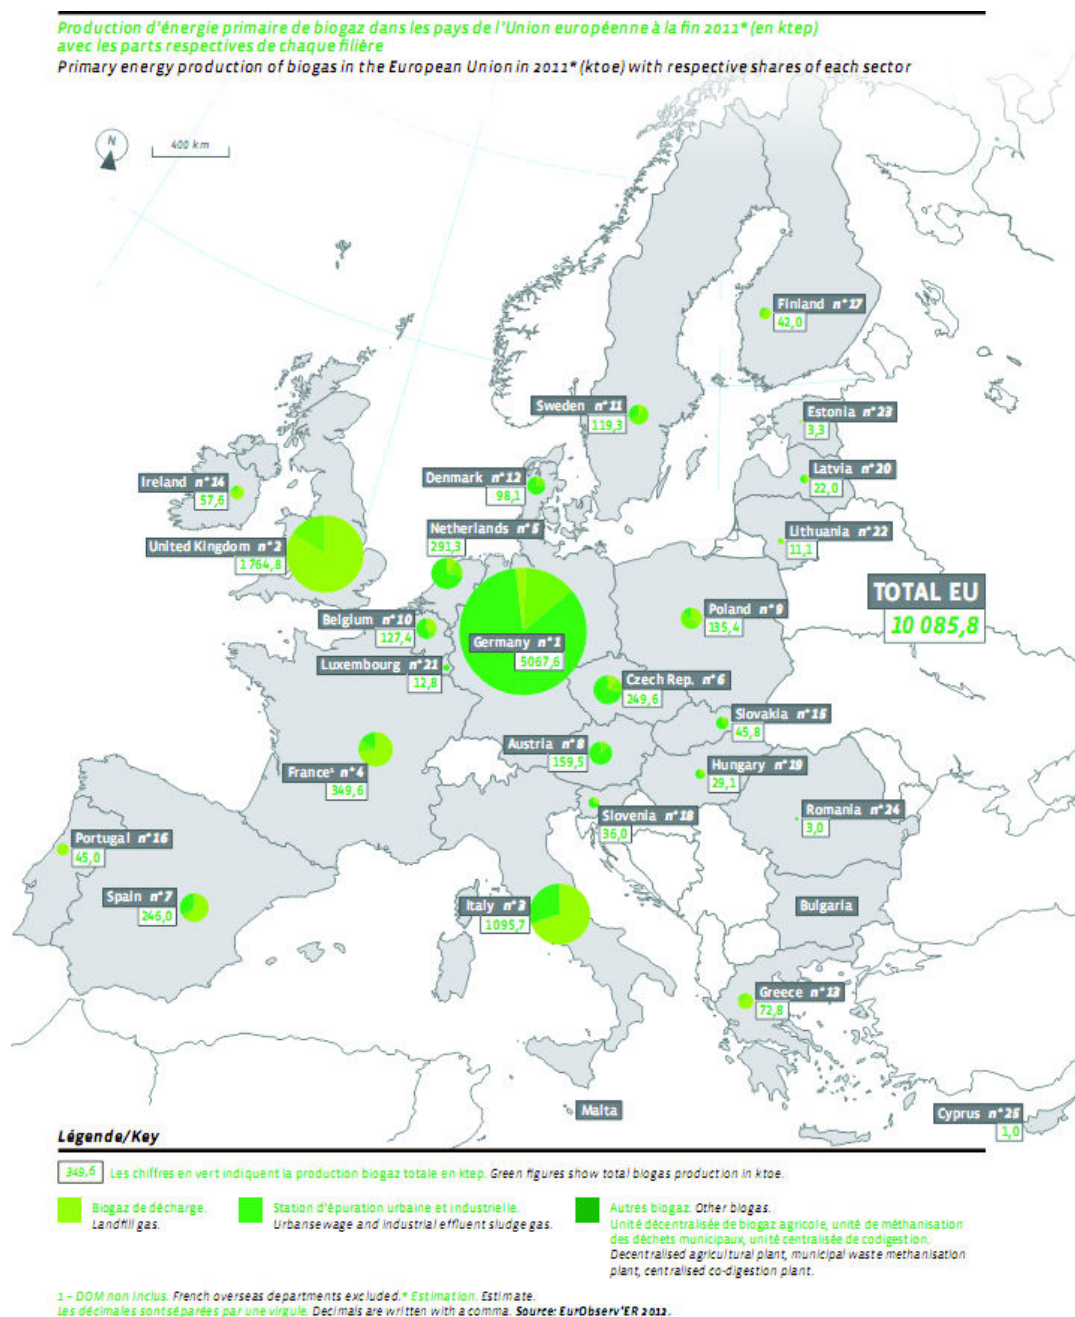 Production d'énergie primaire de biogaz dans les pays de l'Union européenne à la fin 2011* (en ktep)
avec les parts respectives de chaque filière
Primary energy production of biogas in the European Union in 2011* (ktoe) with respective shares of each sector
N
400 km
Finland n°17
42,0
Sweden n°11
119,3
Estonia n°23
3,3
Latvia n°20
22,0
Ireland n°14
57,6
Denmark n°12
98,1
Lithuania n°22
11,1
Netherlands n°5
291,3
United Kingdom n°2
1 764,8
TOTAL EU
10 085,8
Poland n°9
135,4
Belgium n°10
127,4
Germany n°1
5067,6
Luxembourg n°21
12,8
Czech Rep. n°6
249,6
Slovakia n°15
45,8
Austria n°8
159,5
France¹ n°4
349,6
Hungary n°19
29,1
Slovenia n°18
36,0
Romania n°24
3,0
Portugal n°16
45,0
Spain n°7
246,0
Italy n°3
1095,7
Bulgaria
Greece n°13
72,8
Malta
Cyprus n°25
1,0
Légende/Key
349,6 Les chiffres en vert indiquent la production biogaz totale en ktep. Green figures show total biogas production in ktoe.
Biogaz de décharge.
Landfill gas.
Station d'épuration urbaine et industrielle.
Urbansewage and industrial effluent sludge gas.
Autres biogaz. Other biogas.
Unité décentralisée de biogaz agricole, unité de méthanisation
des déchets municipaux, unité centralisée de codigestion.
Decentralised agricultural plant, municipal waste methanisation
plant, centralised co-digestion plant.
1 – DOM non inclus. French overseas departments excluded.* Estimation. Estimate.
Les décimales sont séparées par une virgule. Decimals are written with a comma. Source: EurObserv'ER 2012.